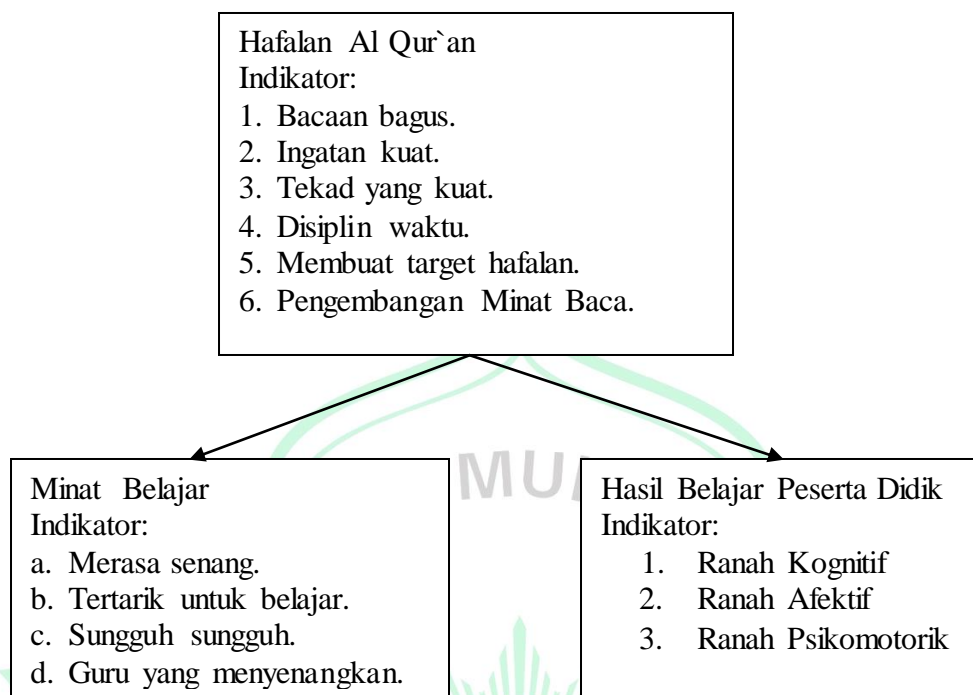 Hafalan Al Qur`an
Indikator:
1. Bacaan bagus.
2. Ingatan kuat.
3. Tekad yang kuat.
4. Disiplin waktu.
5. Membuat target hafalan.
6. Pengembangan Minat Baca.
Minat Belajar
Indikator:
a. Merasa senang.
b. Tertarik untuk belajar.
c. Sungguh sungguh.
d. Guru yang menyenangkan.
Hasil Belajar Peserta Didik
Indikator:
1. Ranah Kognitif
2. Ranah Afektif
3. Ranah Psikomotorik